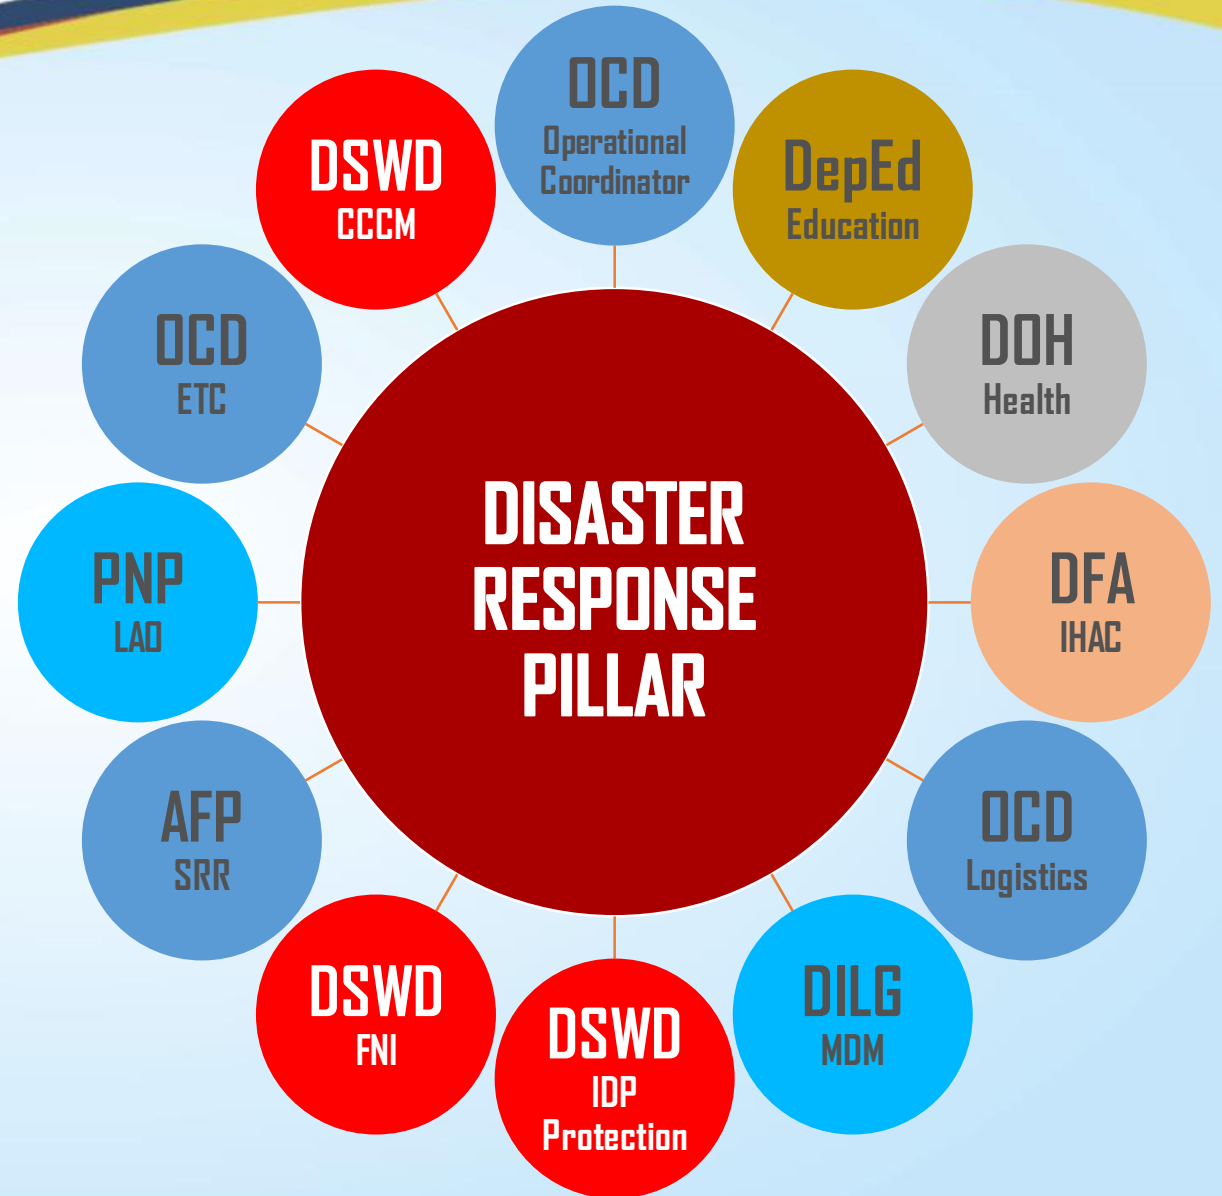 OCD
Operational
Coordinator
DepEd
Education
DOH
Health
DFA
IHAC
OCD
Logistics
DILG
MDM
DSWD
IDP
Protection
DSWD
FNI
AFP
SRR
PNP
LAO
OCD
ETC
DSWD
CCCM
DISASTER
RESPONSE
PILLAR